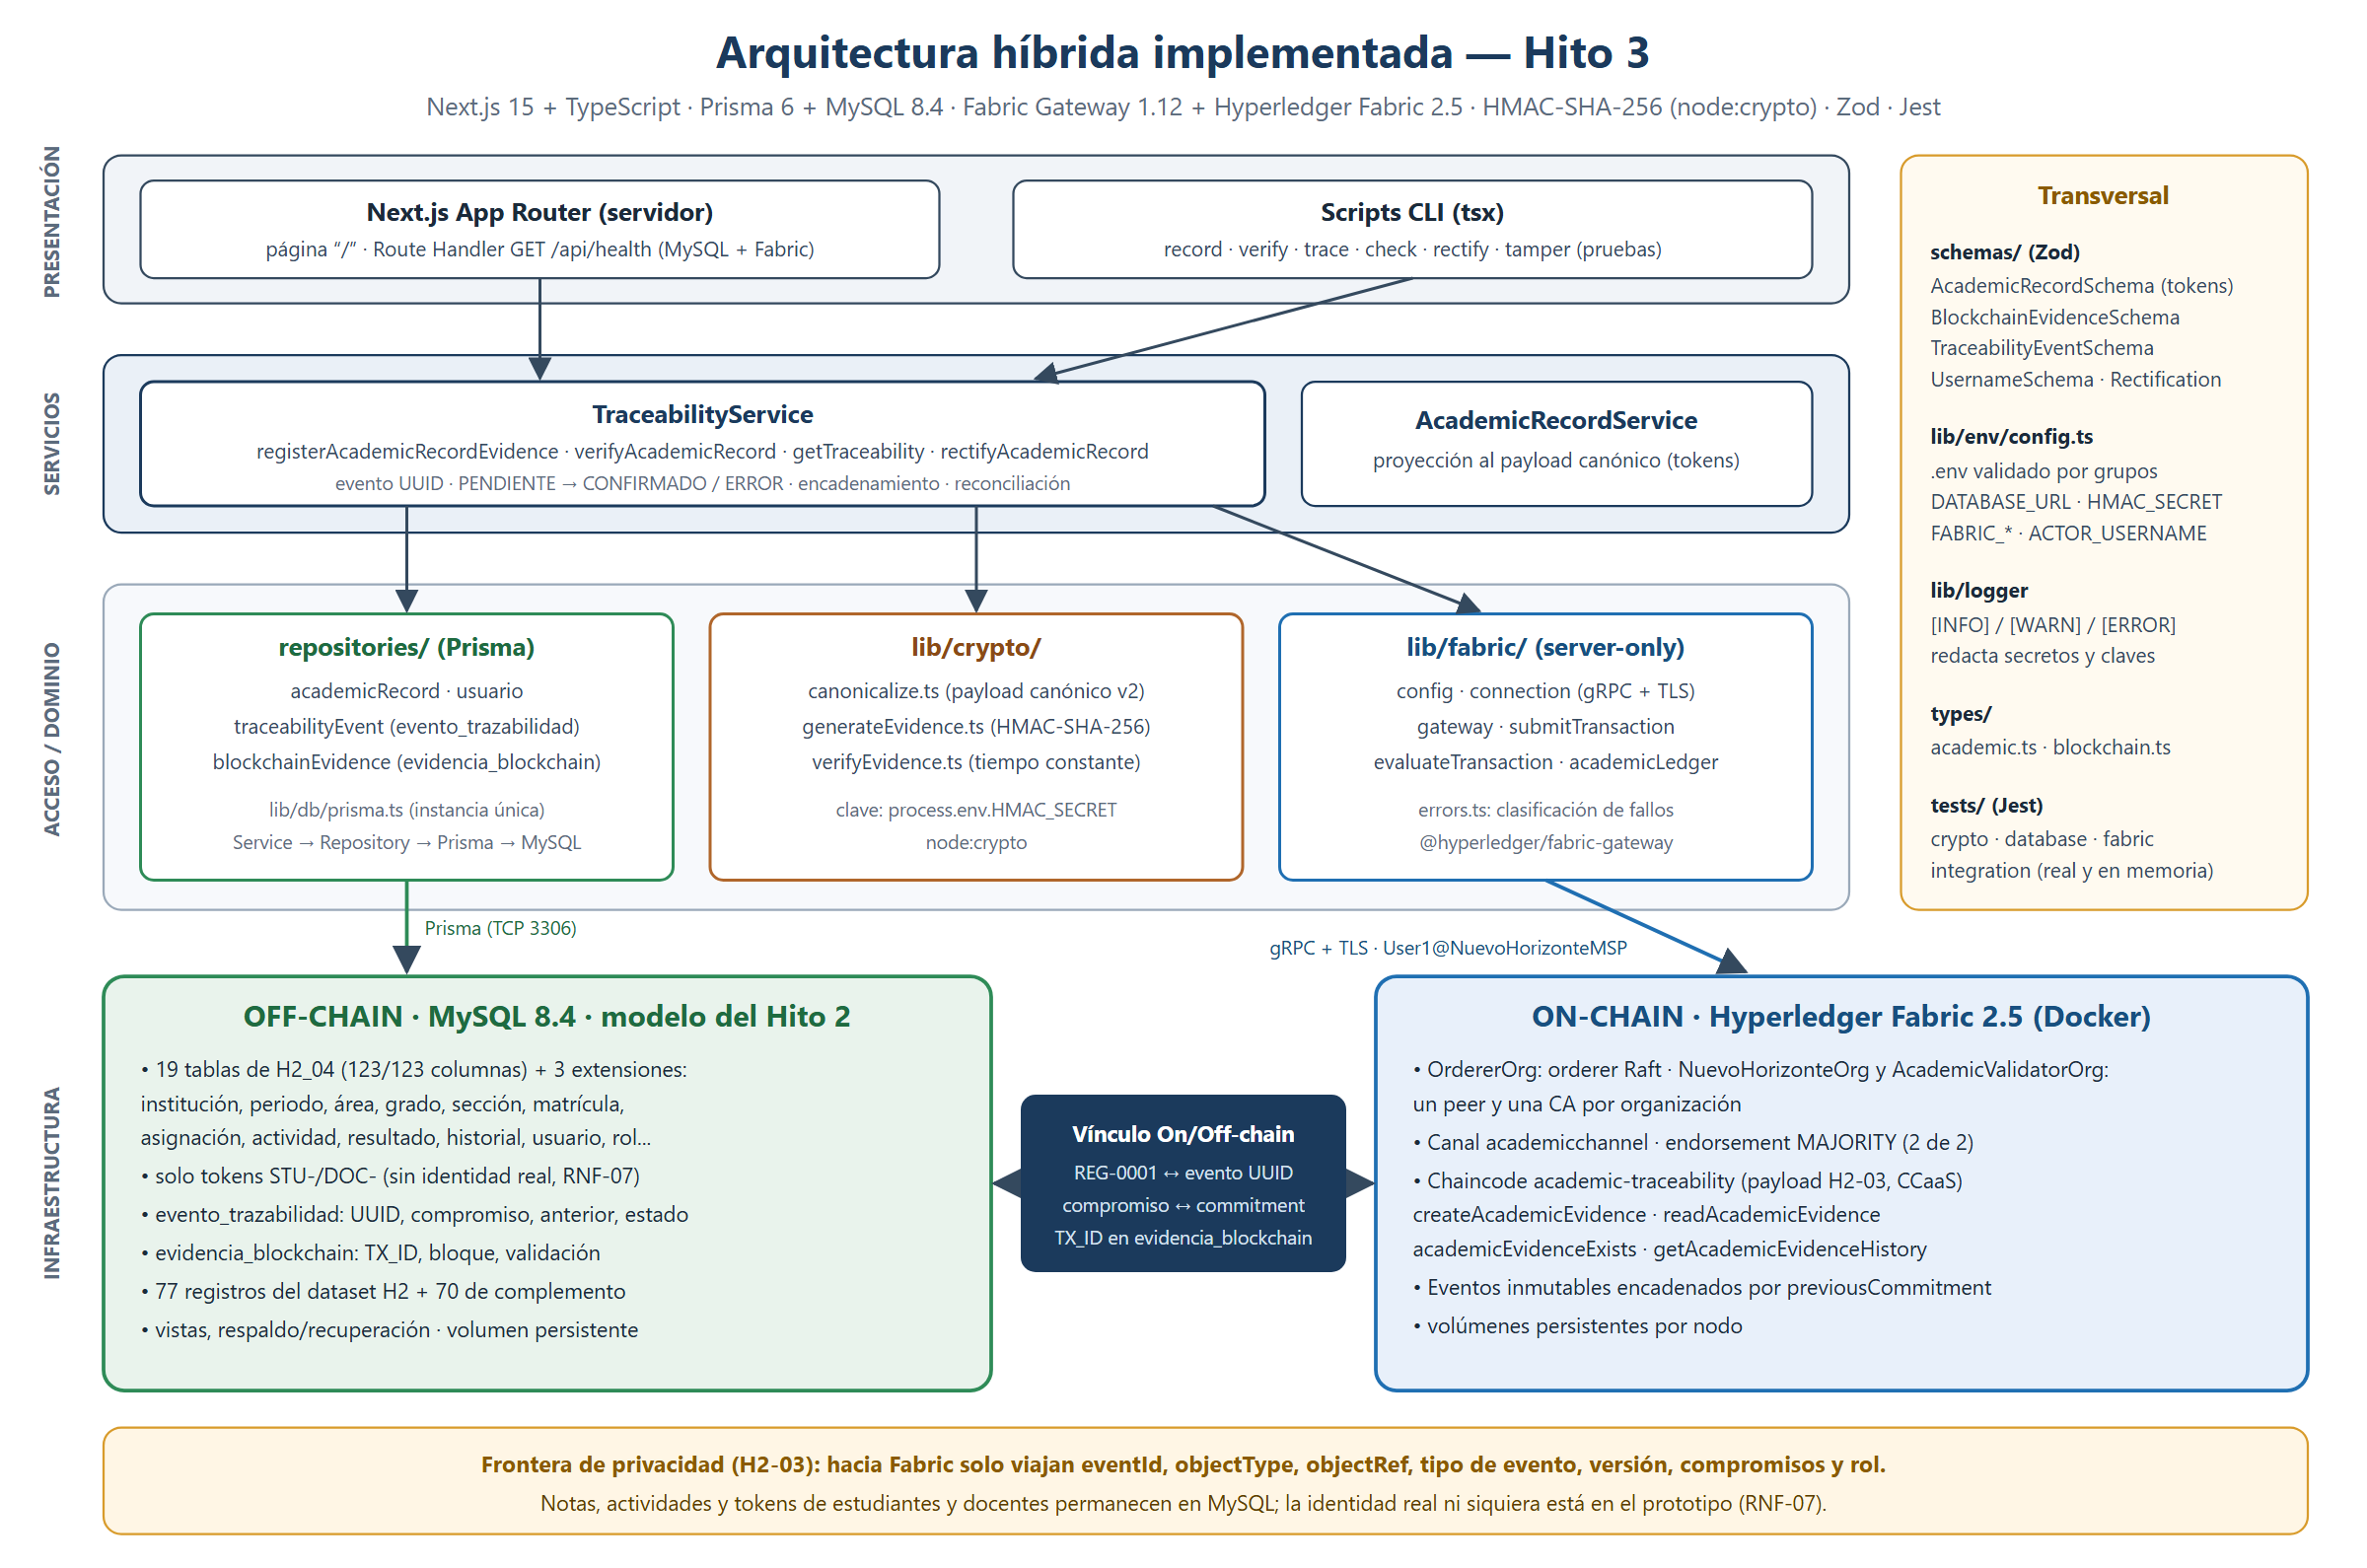 Arquitectura híbrida implementada — Hito 3
Next.js 15 + TypeScript · Prisma 6 + MySQL 8.4 · Fabric Gateway 1.12 + Hyperledger Fabric 2.5 · HMAC-SHA-256 (node:crypto) · Zod · Jest
PRESENTACIÓN
Next.js App Router (servidor)
página “/” · Route Handler GET /api/health (MySQL + Fabric)
Scripts CLI (tsx)
record · verify · trace · check · rectify · tamper (pruebas)
SERVICIOS
TraceabilityService
registerAcademicRecordEvidence · verifyAcademicRecord · getTraceability · rectifyAcademicRecord
evento UUID · PENDIENTE → CONFIRMADO / ERROR · encadenamiento · reconciliación
AcademicRecordService
proyección al payload canónico (tokens)
ACCESO / DOMINIO
repositories/ (Prisma)
academicRecord · usuario
traceabilityEvent (evento_trazabilidad)
blockchainEvidence (evidencia_blockchain)
lib/db/prisma.ts (instancia única)
Service → Repository → Prisma → MySQL
lib/crypto/
canonicalize.ts (payload canónico v2)
generateEvidence.ts (HMAC-SHA-256)
verifyEvidence.ts (tiempo constante)
clave: process.env.HMAC_SECRET
node:crypto
lib/fabric/ (server-only)
config · connection (gRPC + TLS)
gateway · submitTransaction
evaluateTransaction · academicLedger
errors.ts: clasificación de fallos
@hyperledger/fabric-gateway
Transversal
schemas/ (Zod)
AcademicRecordSchema (tokens)
BlockchainEvidenceSchema
TraceabilityEventSchema
UsernameSchema · Rectification
lib/env/config.ts
.env validado por grupos
DATABASE_URL · HMAC_SECRET
FABRIC_* · ACTOR_USERNAME
lib/logger
[INFO] / [WARN] / [ERROR]
redacta secretos y claves
types/
academic.ts · blockchain.ts
tests/ (Jest)
crypto · database · fabric
integration (real y en memoria)
Prisma (TCP 3306)
gRPC + TLS · User1@NuevoHorizonteMSP
INFRAESTRUCTURA
OFF-CHAIN · MySQL 8.4 · modelo del Hito 2
• 19 tablas de H2_04 (123/123 columnas) + 3 extensiones:
institución, periodo, área, grado, sección, matrícula,
asignación, actividad, resultado, historial, usuario, rol...
• solo tokens STU-/DOC- (sin identidad real, RNF-07)
• evento_trazabilidad: UUID, compromiso, anterior, estado
• evidencia_blockchain: TX_ID, bloque, validación
• 77 registros del dataset H2 + 70 de complemento
• vistas, respaldo/recuperación · volumen persistente
Vínculo On/Off-chain
REG-0001 ↔ evento UUID
compromiso ↔ commitment
TX_ID en evidencia_blockchain
ON-CHAIN · Hyperledger Fabric 2.5 (Docker)
• OrdererOrg: orderer Raft · NuevoHorizonteOrg y AcademicValidatorOrg:
un peer y una CA por organización
• Canal academicchannel · endorsement MAJORITY (2 de 2)
• Chaincode academic-traceability (payload H2-03, CCaaS)
createAcademicEvidence · readAcademicEvidence
academicEvidenceExists · getAcademicEvidenceHistory
• Eventos inmutables encadenados por previousCommitment
• volúmenes persistentes por nodo
Frontera de privacidad (H2-03): hacia Fabric solo viajan eventId, objectType, objectRef, tipo de evento, versión, compromisos y rol.
Notas, actividades y tokens de estudiantes y docentes permanecen en MySQL; la identidad real ni siquiera está en el prototipo (RNF-07).